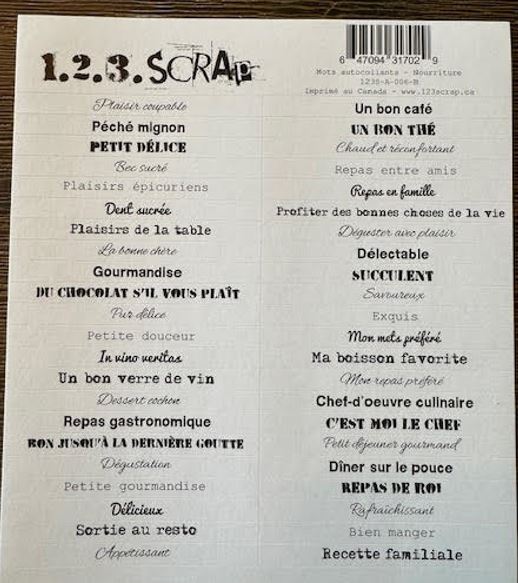 1.2.3.SCRAP
6 47094 31702 9
Mots autocollants - Nourriture
123S-A-006-M
Imprimé au Canada - www.123scrap.ca
Plaisir coupable
Péché mignon
PETIT DÉLICE
Bec sucré
Plaisirs épicuriens
Dent sucrée
Plaisirs de la table
La bonne chère
Gourmandise
DU CHOCOLAT S'IL VOUS PLAÎT
Pur délice
Petite douceur
In vino veritas
Un bon verre de vin
Dessert cochon
Repas gastronomique
BON JUSQU'À LA DERNIÈRE GOUTTE
Dégustation
Petite gourmandise
Délicieux
Sortie au resto
Appétissant
Un bon café
UN BON THÉ
Chaud et réconfortant
Repas entre amis
Repas en famille
Profiter des bonnes choses de la vie
Déguster avec plaisir
Délectable
SUCCULENT
Savoureux
Exquis
Mon mets préféré
Ma boisson favorite
Mon repas préféré
Chef-d'oeuvre culinaire
C'EST MOI LE CHEF
Petit déjeuner gourmand
Dîner sur le pouce
REPAS DE ROI
Rafraîchissant
Bien manger
Recette familiale